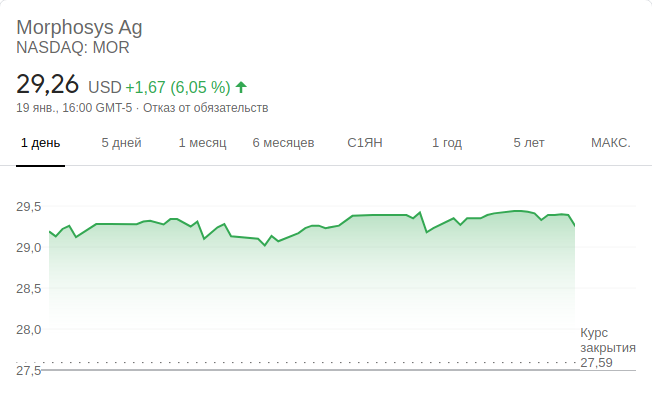 Morphosys Ag
NASDAQ: MOR
29,26 USD +1,67 (6,05 %)
19 янв., 16:00 GMT-5 · Отказ от обязательств
1 день 5 дней 1 месяц 6 месяцев С1ЯН 1 год 5 лет МАКС.
29,5
29,0
28,5
28,0
27,5
Курс
закрытия
27,59